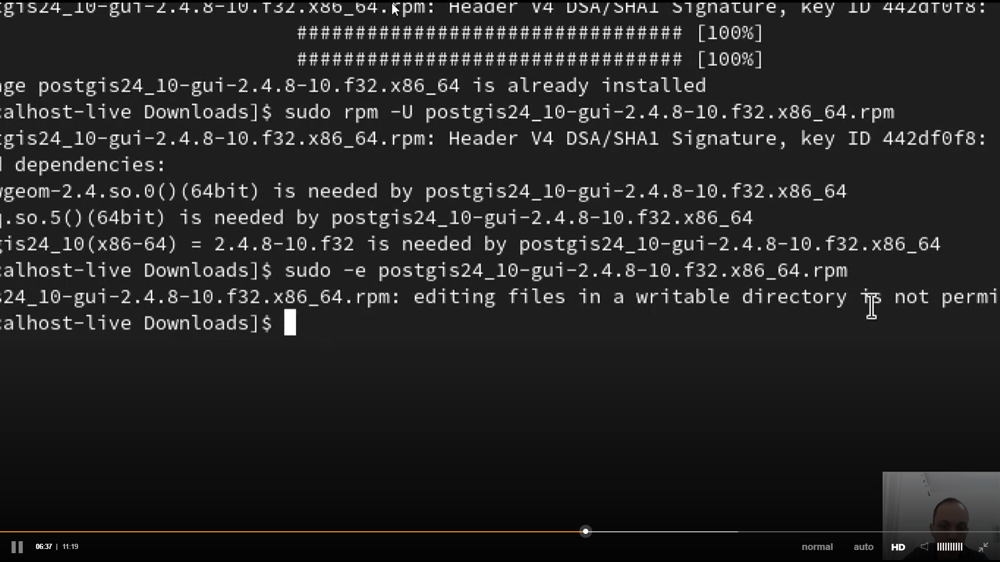 gis24_10-gui-2.4.8-10.f32.x86_64.rpm: Header V4 DSA/SHA1 Signature, key ID 442df0f8:
################################# [100%]
################################# [100%]
age postgis24_10-gui-2.4.8-10.f32.x86_64 is already installed
calhost-live Downloads]$ sudo rpm -U postgis24_10-gui-2.4.8-10.f32.x86_64.rpm
tgis24_10-gui-2.4.8-10.f32.x86_64.rpm: Header V4 DSA/SHA1 Signature, key ID 442df0f8:
d dependencies:
wgeom-2.4.so.0()(64bit) is needed by postgis24_10-gui-2.4.8-10.f32.x86_64
q.so.5()(64bit) is needed by postgis24_10-gui-2.4.8-10.f32.x86_64
gis24_10(x86-64) = 2.4.8-10.f32 is needed by postgis24_10-gui-2.4.8-10.f32.x86_64
calhost-live Downloads]$ sudo -e postgis24_10-gui-2.4.8-10.f32.x86_64.rpm
s24_10-gui-2.4.8-10.f32.x86_64.rpm: editing files in a writable directory is not permi
calhost-live Downloads]$
06:37 | 11:19 normal auto HD